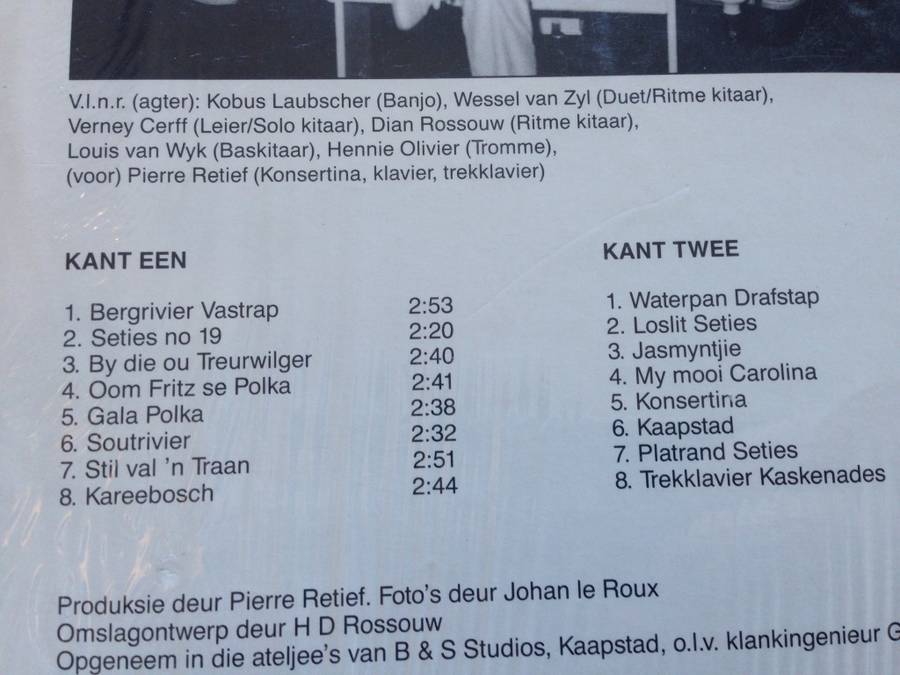 V.l.n.r. (agter): Kobus Laubscher (Banjo), Wessel van Zyl (Duet/Ritme kitaar),
Verney Cerff (Leier/Solo kitaar), Dian Rossouw (Ritme kitaar),
Louis van Wyk (Baskitaar), Hennie Olivier (Tromme),
(voor) Pierre Retief (Konsertina, klavier, trekklavier)
KANT EEN
1. Bergrivier Vastrap 2:53
2. Seties no 19 2:20
3. By die ou Treurwilger 2:40
4. Oom Fritz se Polka 2:41
5. Gala Polka 2:38
6. Soutrivier 2:32
7. Stil val 'n Traan 2:51
8. Kareebosch 2:44
KANT TWEE
1. Waterpan Drafstap
2. Loslit Seties
3. Jasmyntjie
4. My mooi Carolina
5. Konsertina
6. Kaapstad
7. Platrand Seties
8. Trekklavier Kaskenades
Produksie deur Pierre Retief. Foto's deur Johan le Roux
Omslagontwerp deur H D Rossouw
Opgeneem in die ateljee's van B & S Studios, Kaapstad, o.l.v. klankingenieur